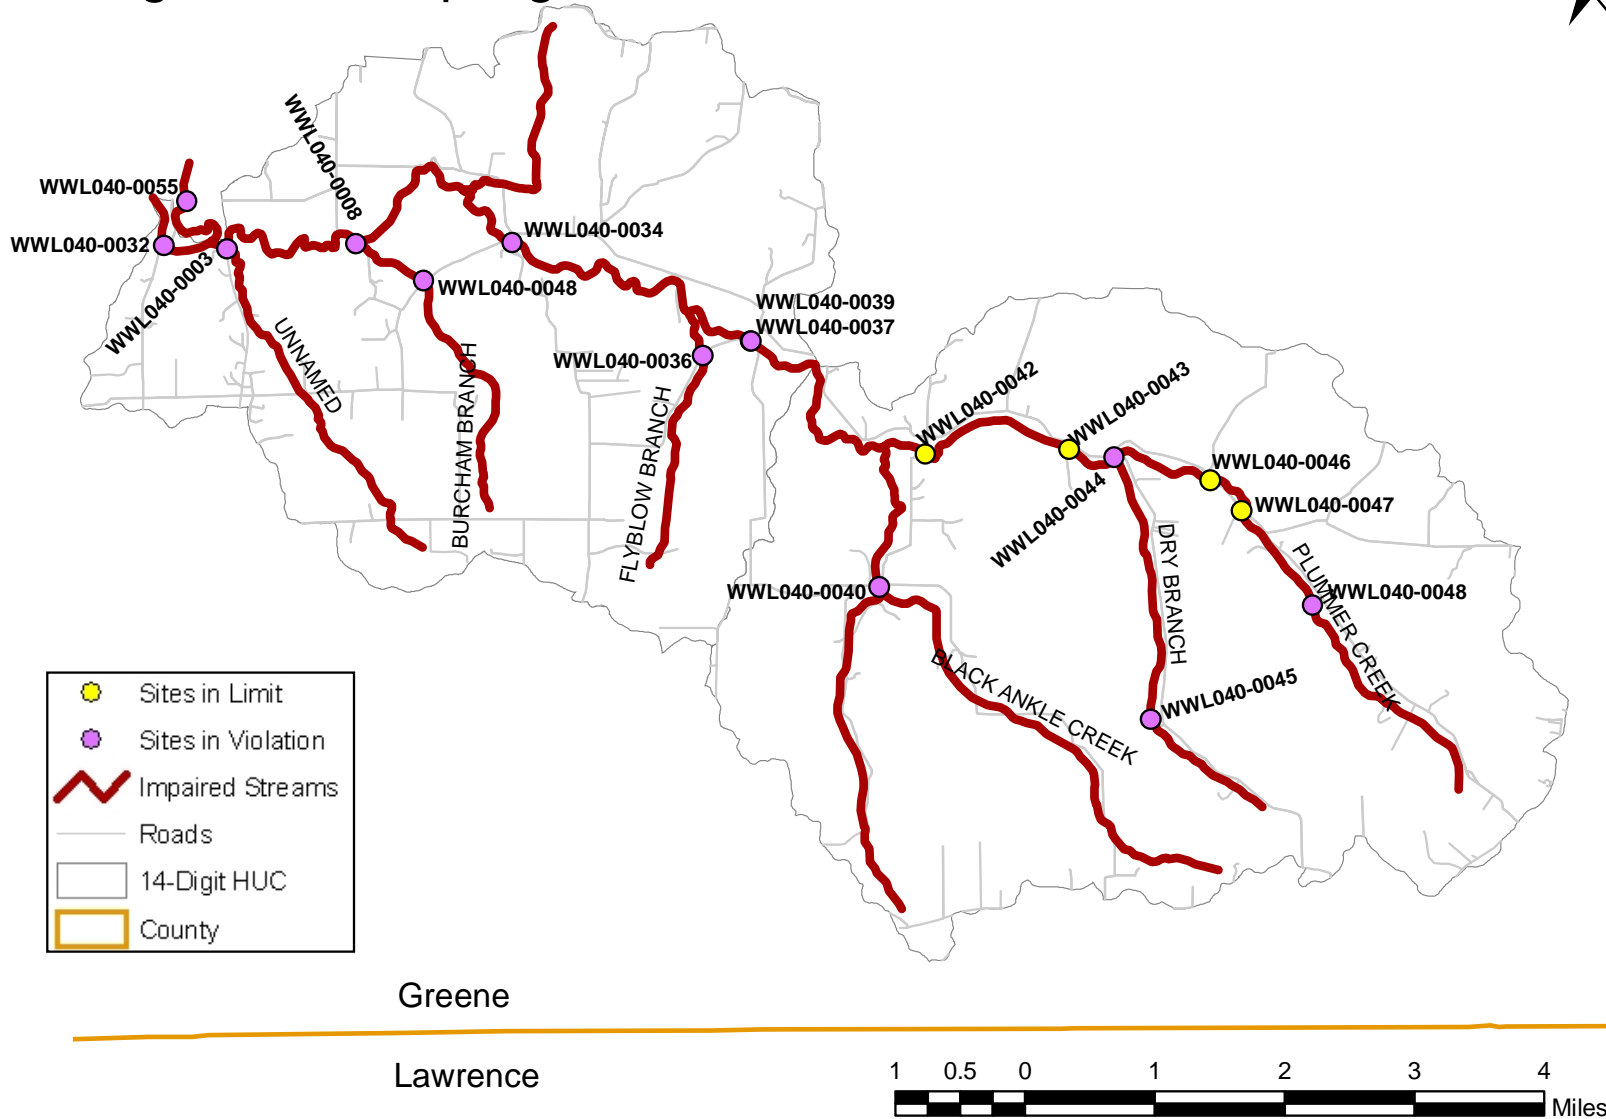 WWL040-0008
WWL040-0055
WWL040-0032
WWL040-0003
WWL040-0034
WWL040-0048
WWL040-0039
WWL040-0037
WWL040-0036
UNNAMED
BURCHAM BRANCH
FLYBLOW BRANCH
WWL040-0042
WWL040-0043
WWL040-0044
WWL040-0046
WWL040-0047
WWL040-0048
WWL040-0040
WWL040-0045
DRY BRANCH
PLUMMER CREEK
BLACK ANKLE CREEK
Sites in Limit
Sites in Violation
Impaired Streams
Roads
14-Digit HUC
County
Greene
Lawrence
1 0.5 0 1 2 3 4
Miles